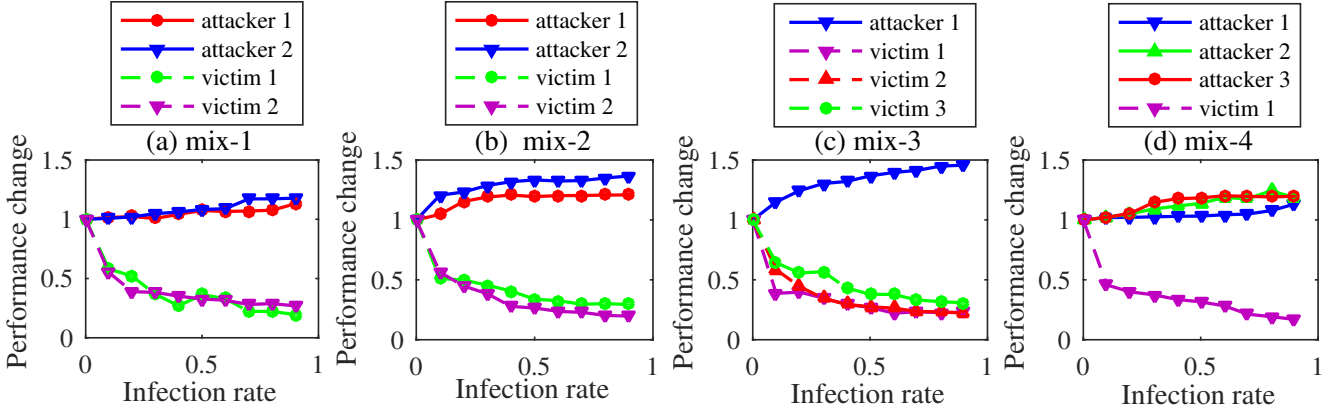 attacker 1
attacker 2
victim 1
victim 2
(a) mix-1
Performance change
1.5
1
0.5
0
0
0.5
1
Infection rate
attacker 1
attacker 2
victim 1
victim 2
(b) mix-2
Performance change
1.5
1
0.5
0
0
0.5
1
Infection rate
attacker 1
victim 1
victim 2
victim 3
(c) mix-3
Performance change
1.5
1
0.5
0
0
0.5
1
Infection rate
attacker 1
attacker 2
attacker 3
victim 1
(d) mix-4
Performance change
1.5
1
0.5
0
0
0.5
1
Infection rate